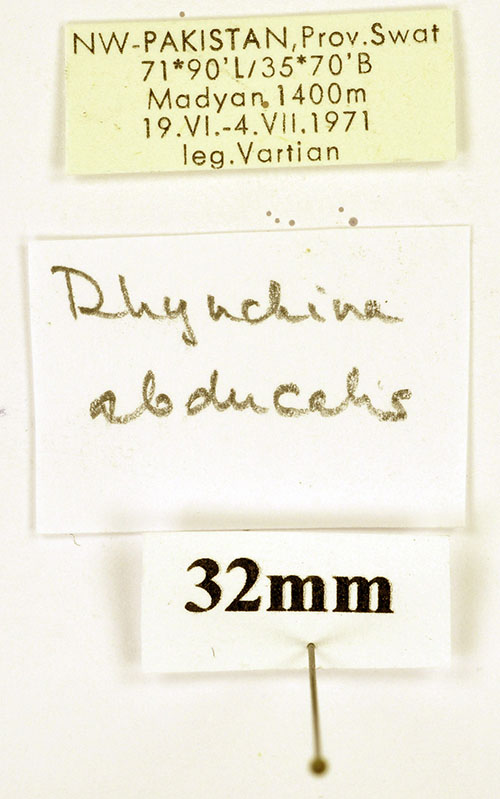 NW-PAKISTAN,Prov.Swat
71*90'L/35*70'B
Madyan, 1400m
19.VI.-4.VII.1971
leg.Vartian
Rhynchina
abducalis
32mm